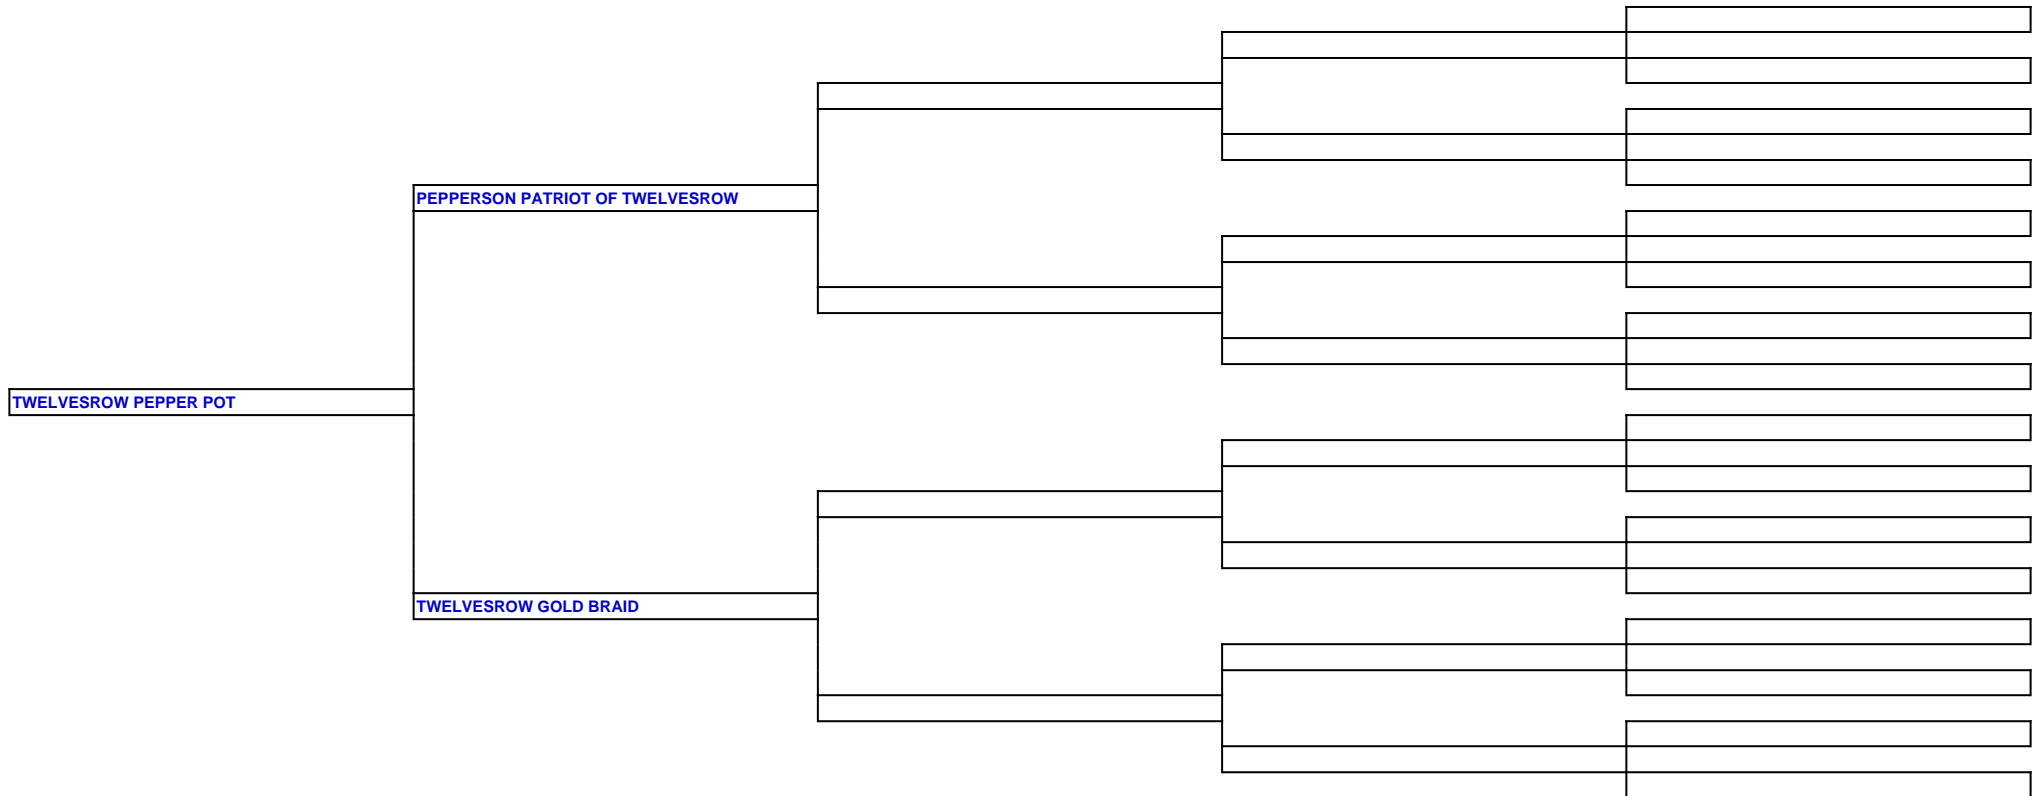 PEPPERSON PATRIOT OF TWELVESROW
TWELVESROW PEPPER POT
TWELVESROW GOLD BRAID